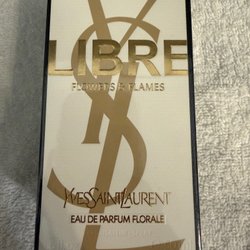 LIBRE
FLOWERS & FLAMES
YSL
YVESSAINTLAURENT
EAU DE PARFUM FLORALE